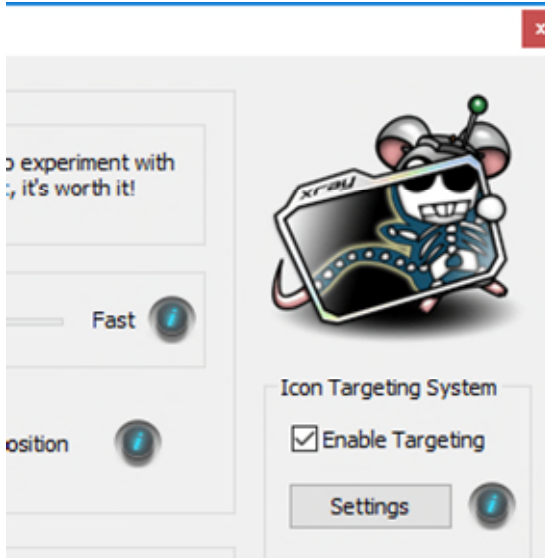 x
experiment with
, it's worth it!
xray
Fast
i
Icon Targeting System
Enable Targeting
osition
i
Settings
i